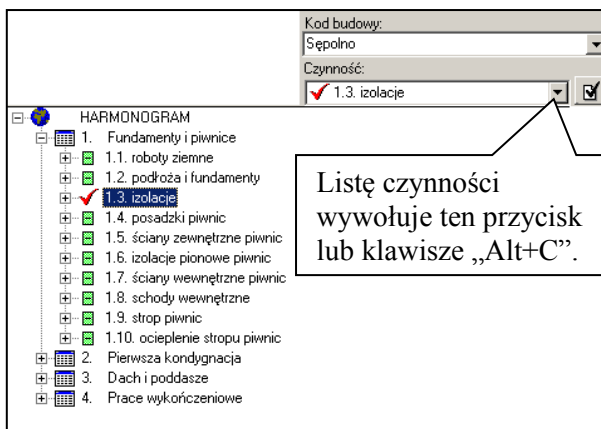 Kod budowy:
Sępolno
Czynność:
1.3. izolacje
HARMONOGRAM
1. Fundamenty i piwnice
1.1. roboty ziemne
1.2. podłoża i fundamenty
1.3. izolacje
1.4. posadzki piwnic
1.5. ściany zewnętrzne piwnic
1.6. izolacje pionowe piwnic
1.7. ściany wewnętrzne piwnic
1.8. schody wewnętrzne
1.9. strop piwnic
1.10. ocieplenie stropu piwnic
2. Pierwsza kondygnacja
3. Dach i poddasze
4. Prace wykończeniowe
Listę czynności
wywołuje ten przycisk
lub klawisze „Alt+C”.